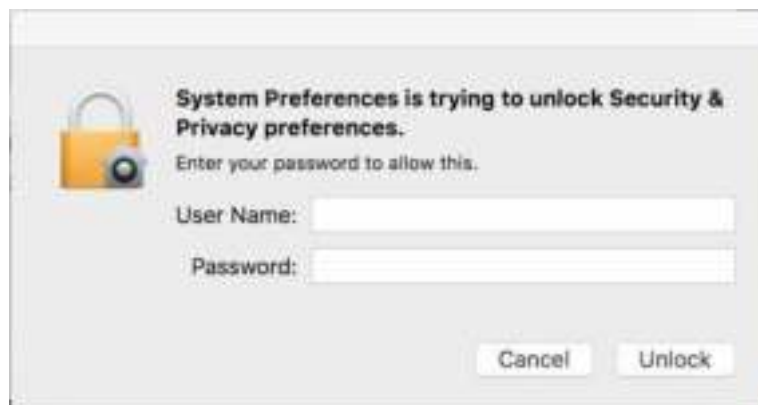 System Preferences is trying to unlock Security &
Privacy preferences.
Enter your password to allow this.
User Name:
Password:
Cancel
Unlock